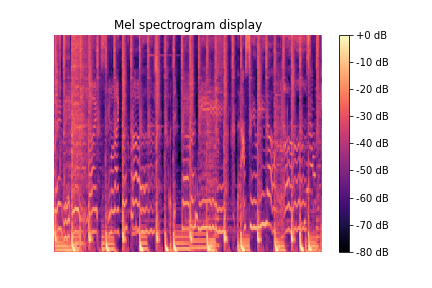 Mel spectrogram display
+0 dB
-10 dB
-20 dB
-30 dB
-40 dB
-50 dB
-60 dB
-70 dB
-80 dB